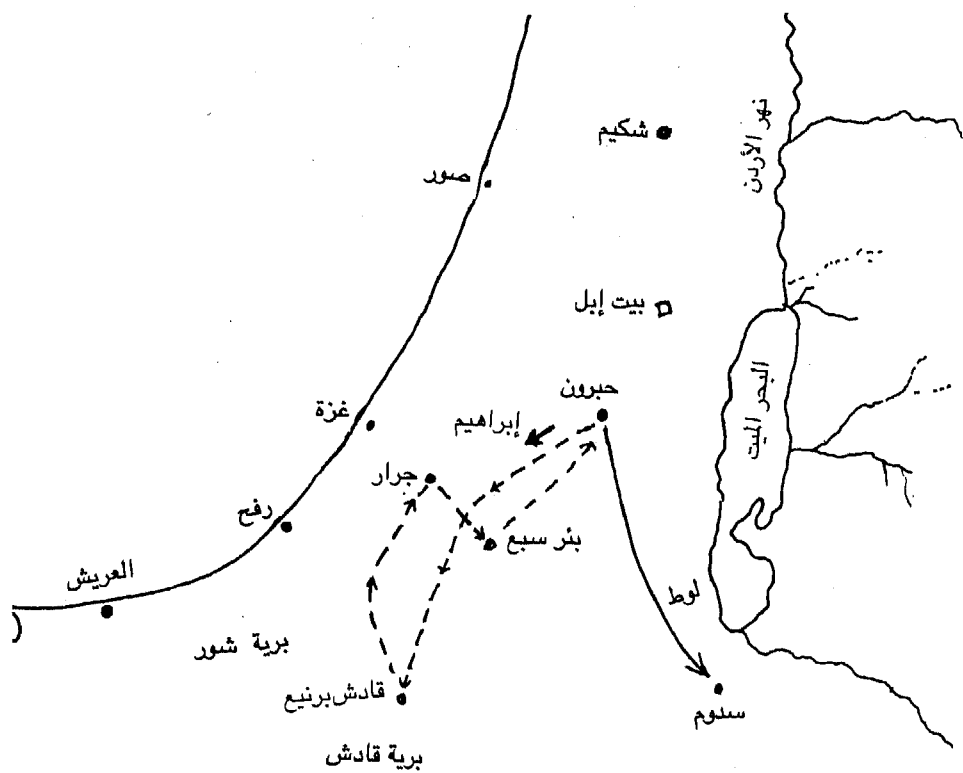 نهر الأردن
شكيم
صور
بيت إبل
البحر الميت
حبرون
إبراهيم
غزة
جرار
رفح
بئر سبع
العريش
لوط
برية شور
قادش برنيع
سدوم
برية قادش